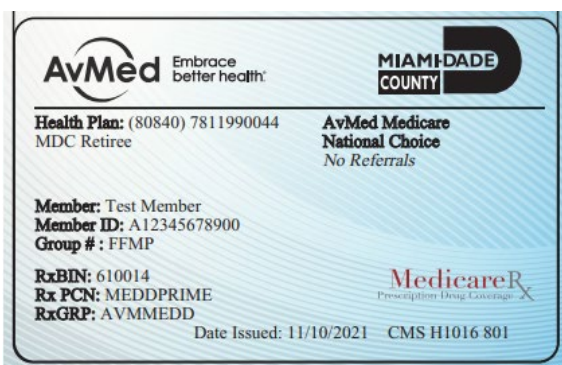 AvMed Embrace better health®
MIAMI-DADE COUNTY
Health Plan: (80840) 7811990044
MDC Retiree
AvMed Medicare
National Choice
No Referrals
Member: Test Member
Member ID: A12345678900
Group # : FFMP
RxBIN: 610014
Rx PCN: MEDDPRIME
RxGRP: AVMMEDD
MedicareRx
Prescription Drug Coverage
Date Issued: 11/10/2021 CMS H1016 801